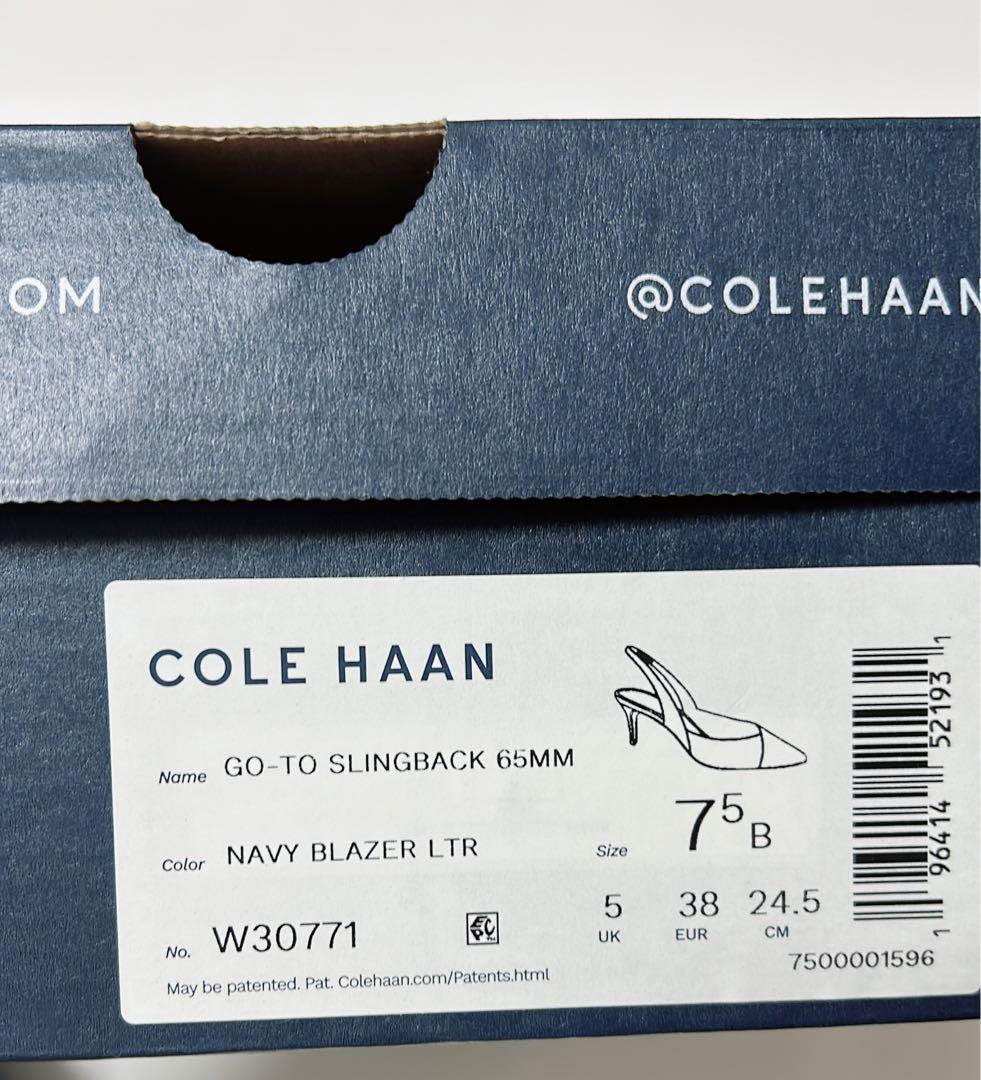 OM
@COLEHAAN
COLE HAAN
Name GO-TO SLINGBACK 65MM
Color NAVY BLAZER LTR
Size 7⁵ B
No. W30771
5 38 24.5
UK EUR CM
May be patented. Pat. Colehaan.com/Patents.html
1 96414 52193 1
7500001596